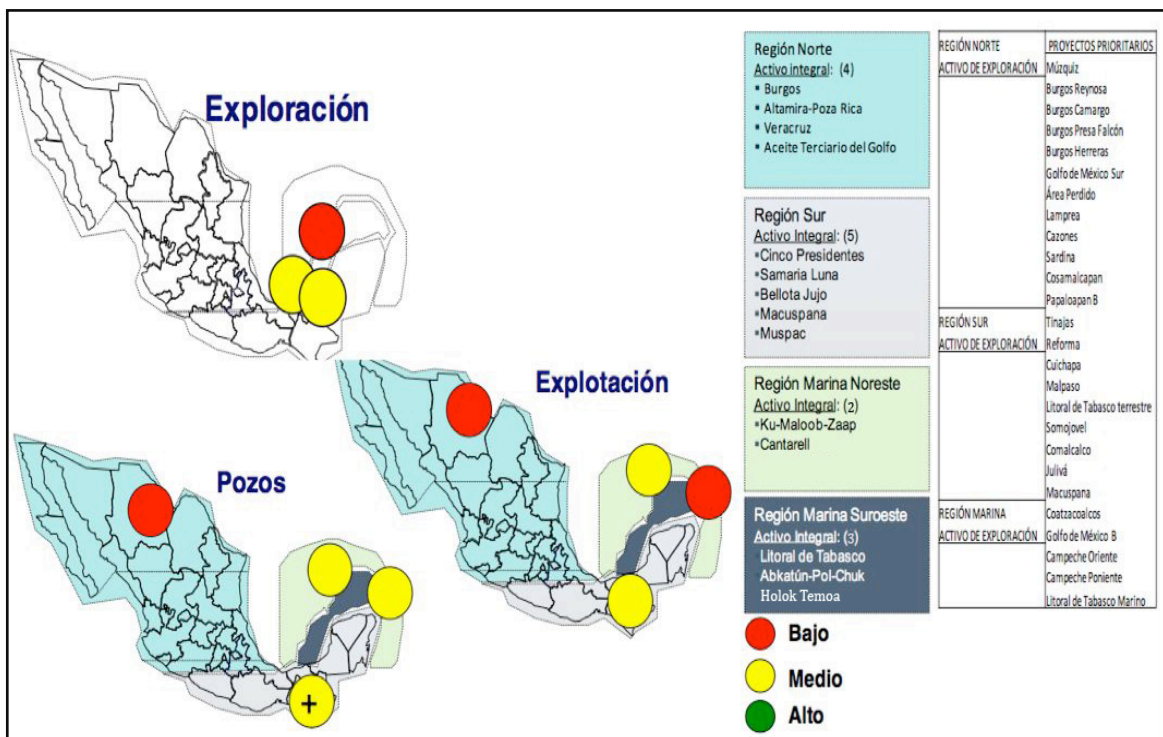 Exploración
Explotación
Pozos
+
Región Norte
Activo integral: (4)
▪ Burgos
▪ Altamira-Poza Rica
▪ Veracruz
▪ Aceite Terciario del Golfo
Región Sur
Activo Integral: (5)
▪Cinco Presidentes
▪Samaria Luna
▪Bellota Jujo
▪Macuspana
▪Muspac
Región Marina Noreste
Activo Integral: (2)
▪Ku-Maloob-Zaap
▪Cantarell
Región Marina Suroeste
Activo Integral: (3)
Litoral de Tabasco
Abkatún-Pol-Chuk
Holok Temoa
Bajo
Medio
Alto
REGIÓN NORTE PROYECTOS PRIORITARIOS
ACTIVO DE EXPLORACIÓN Múzquiz
Burgos Reynosa
Burgos Camargo
Burgos Presa Falcón
Burgos Herreras
Golfo de México Sur
Área Perdido
Lamprea
Cazones
Sardina
Cosamalcapan
Papaloapan B
REGIÓN SUR Tinajas
ACTIVO DE EXPLORACIÓN Reforma
Cuichapa
Malpaso
Litoral de Tabasco terrestre
Somojovel
Comalcalco
Julivá
Macuspana
REGIÓN MARINA Coatzacoalcos
ACTIVO DE EXPLORACIÓN Golfo de México B
Campeche Oriente
Campeche Poniente
Litoral de Tabasco Marino